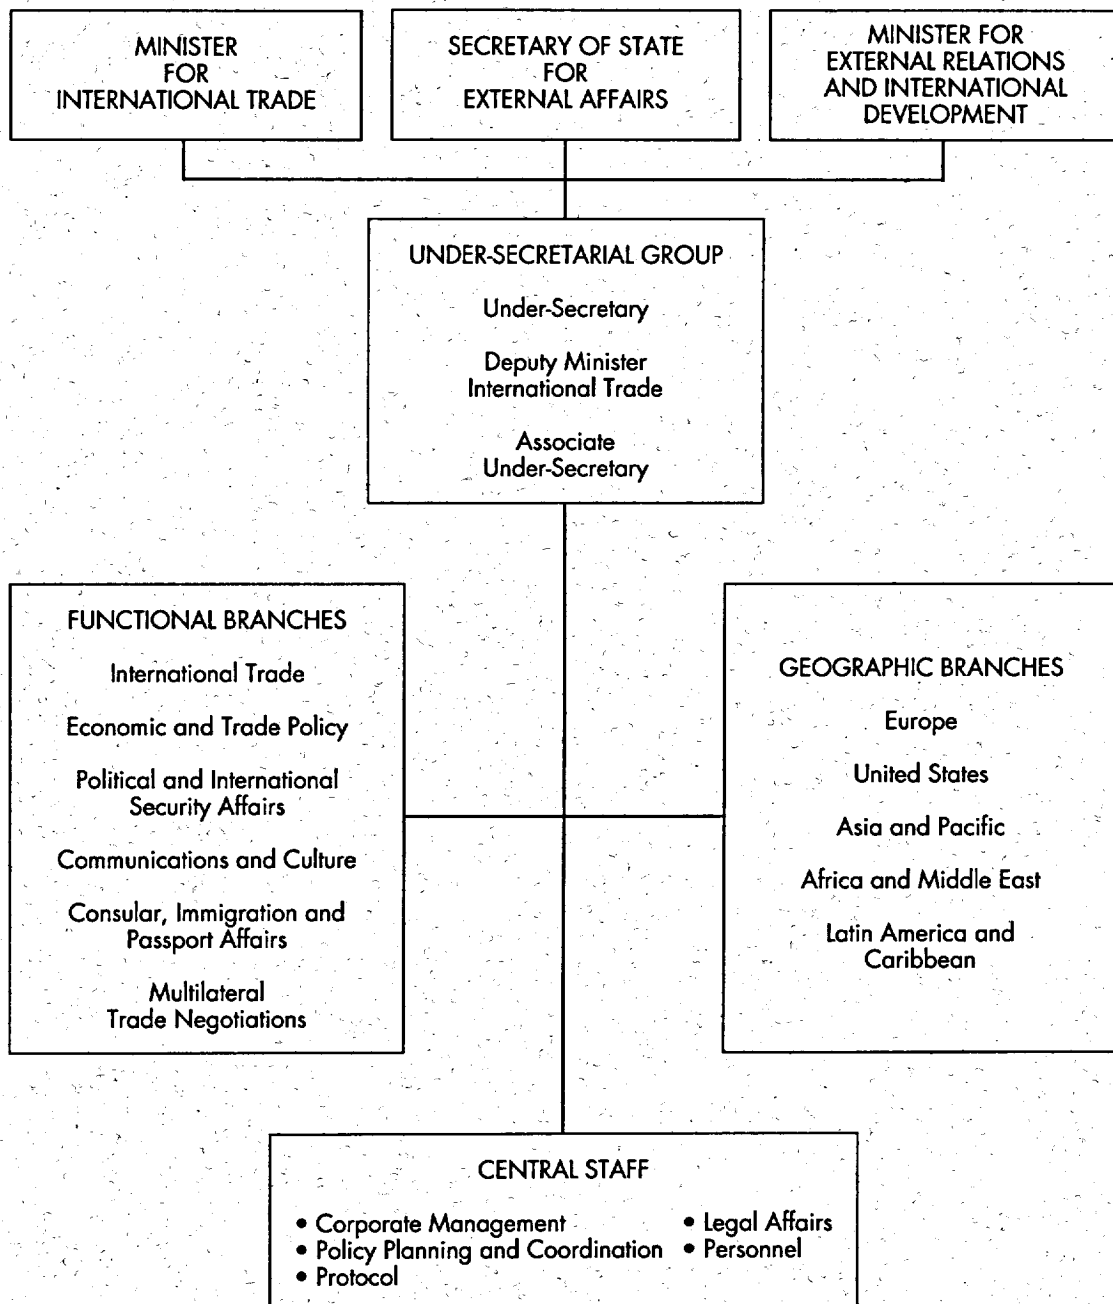 MINISTER
FOR
INTERNATIONAL TRADE
SECRETARY OF STATE
FOR
EXTERNAL AFFAIRS
MINISTER FOR
EXTERNAL RELATIONS
AND INTERNATIONAL
DEVELOPMENT
UNDER-SECRETARIAL GROUP
Under-Secretary
Deputy Minister
International Trade
Associate
Under-Secretary
FUNCTIONAL BRANCHES
International Trade
Economic and Trade Policy
Political and International
Security Affairs
Communications and Culture
Consular, Immigration and
Passport Affairs
Multilateral
Trade Negotiations
GEOGRAPHIC BRANCHES
Europe
United States
Asia and Pacific
Africa and Middle East
Latin America and
Caribbean
CENTRAL STAFF
• Corporate Management
• Policy Planning and Coordination
• Protocol
• Legal Affairs
• Personnel